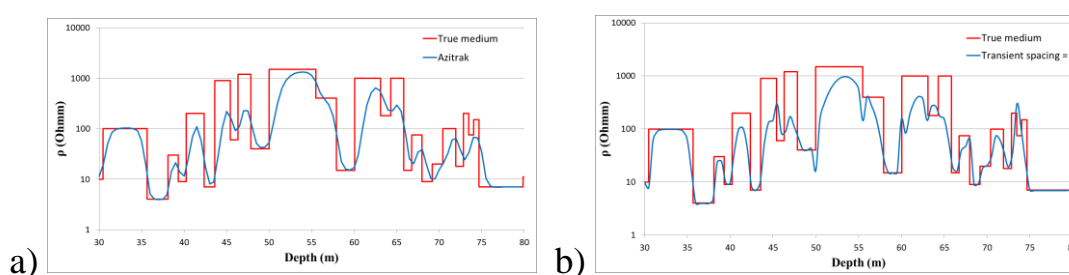 10000
1000
100
10
1
ρ (Ohmm)
True medium
Azitrak
30 35 40 45 50 55 60 65 70 75 80
Depth (m)
a)
10000
1000
100
10
1
ρ (Ohmm)
True medium
Transient spacing =
30 35 40 45 50 55 60 65 70 75 80
Depth (m)
b)